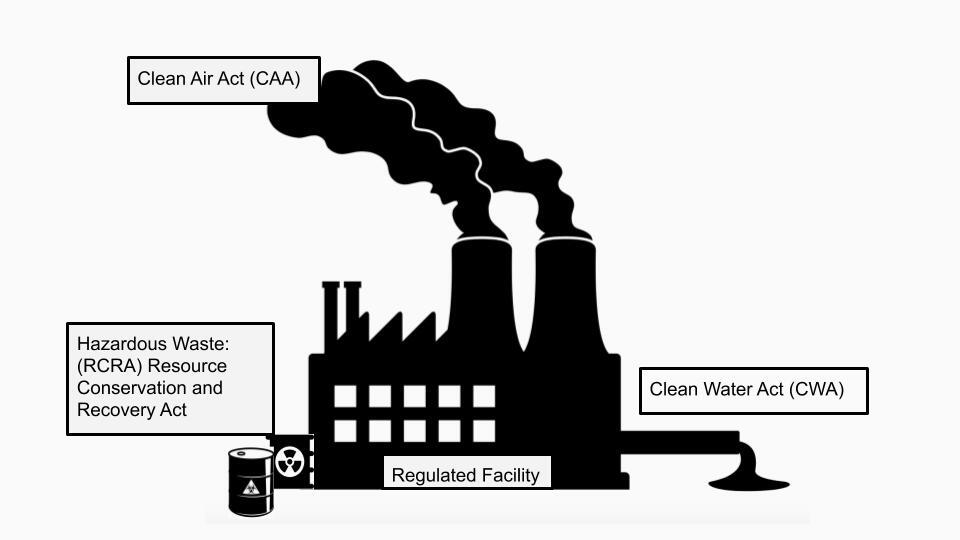 Clean Air Act (CAA)
Hazardous Waste:
(RCRA) Resource
Conservation and
Recovery Act
Clean Water Act (CWA)
Regulated Facility